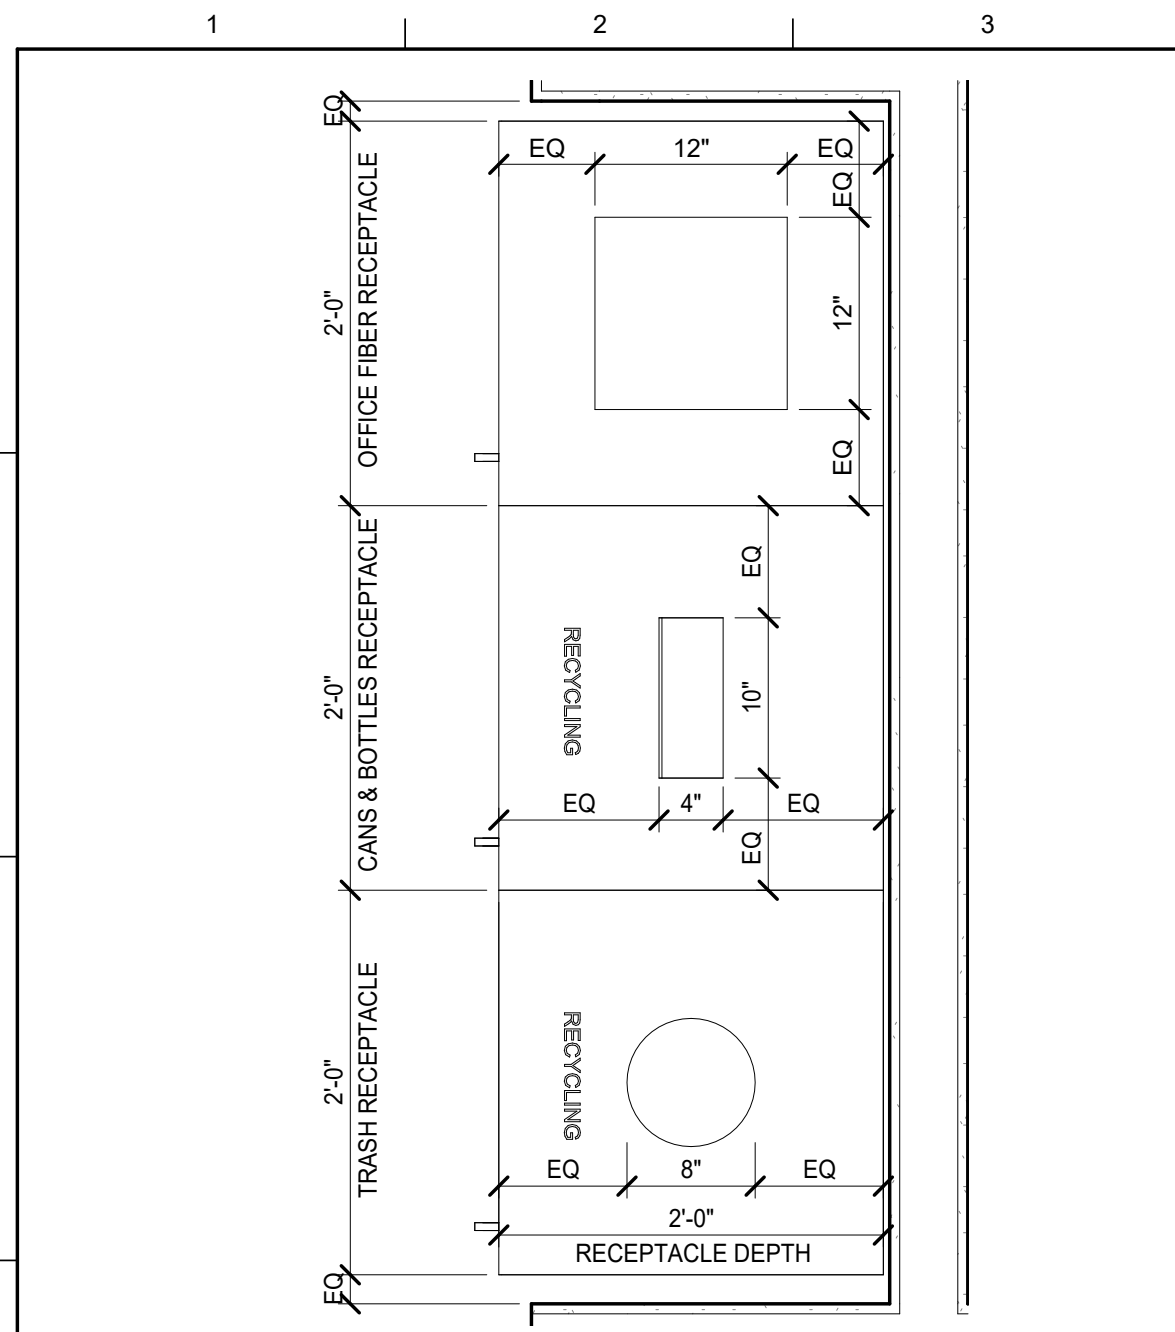 1
2
3
EQ
OFFICE FIBER RECEPTACLE
2'-0"
EQ
12"
EQ
EQ
12"
EQ
CANS & BOTTLES RECEPTACLE
2'-0"
EQ
RECYCLING
10"
EQ
4"
EQ
EQ
TRASH RECEPTACLE
2'-0"
RECYCLING
EQ
8"
EQ
2'-0"
RECEPTACLE DEPTH
EQ